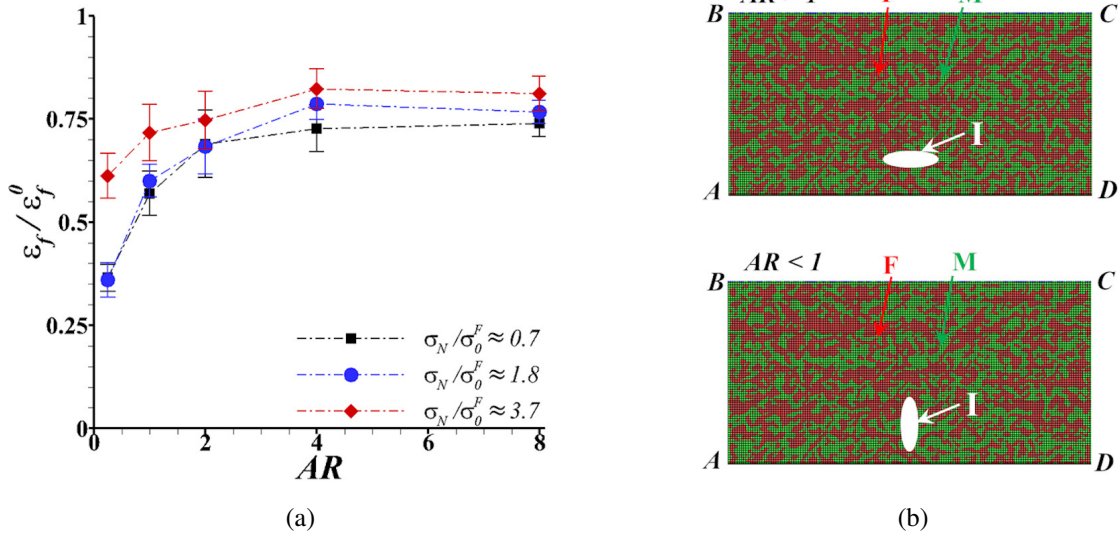 1
0.75
0.5
0.25
0
0 2 4 6 8
ε_f / ε_f^0
AR
σ_N/σ_0^F ≈ 0.7
σ_N/σ_0^F ≈ 1.8
σ_N/σ_0^F ≈ 3.7
(a)
B C
I
A D
AR < 1 F M
B C
I
A D
(b)